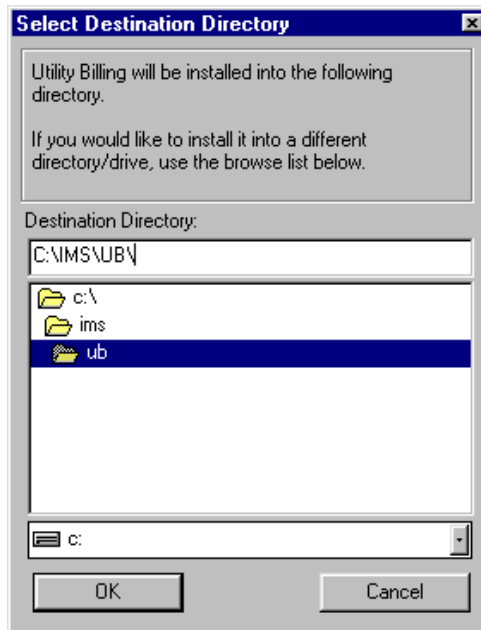 Select Destination Directory
Utility Billing will be installed into the following
directory.
If you would like to install it into a different
directory/drive, use the browse list below.
Destination Directory:
C:\IMS\UB\
c:\
ims
ub
c:
OK
Cancel